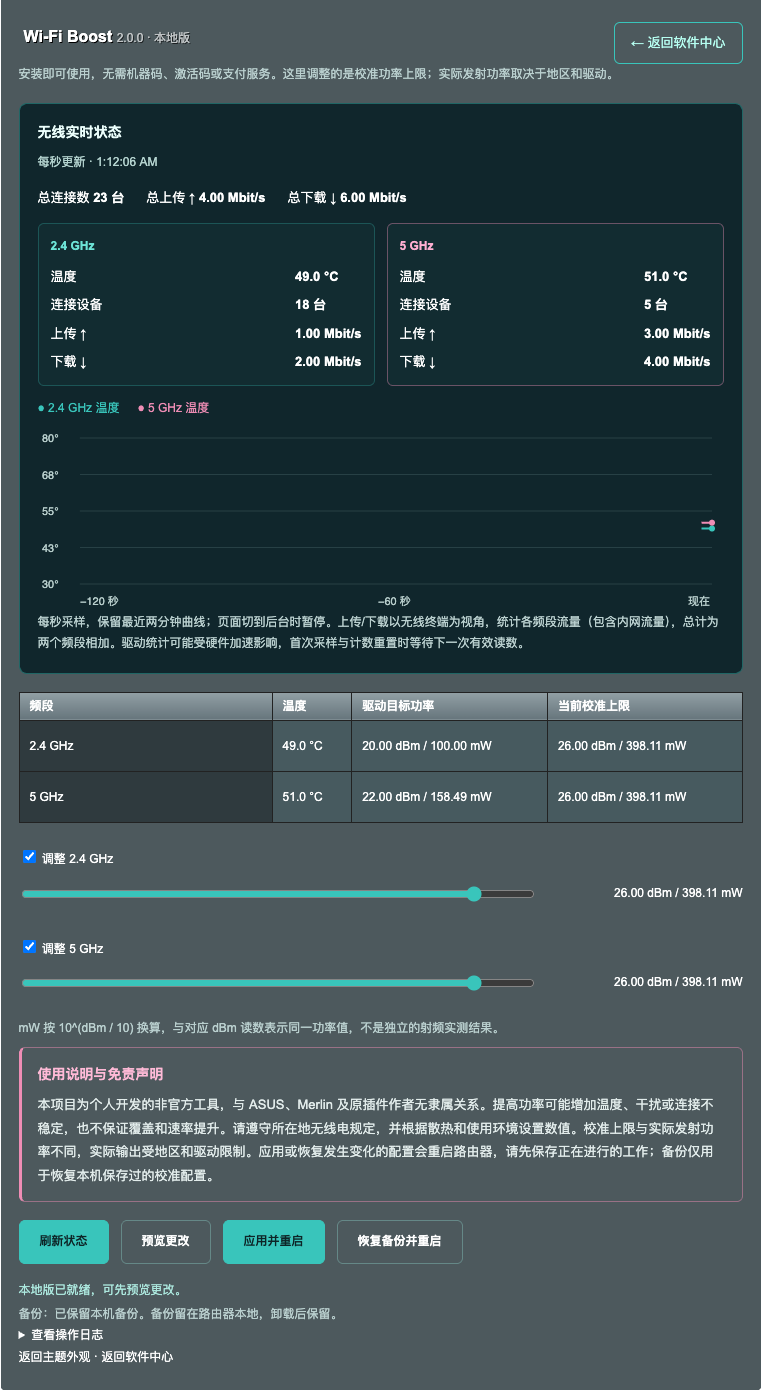 Wi-Fi Boost 2.0.0 · 本地版
← 返回软件中心
安装即可使用，无需机器码、激活码或支付服务。这里调整的是校准功率上限；实际发射功率取决于地区和驱动。
无线实时状态
每秒更新 · 1:12:06 AM
总连接数 23 台 总上传 ↑ 4.00 Mbit/s 总下载 ↓ 6.00 Mbit/s
2.4 GHz
温度 49.0 °C
连接设备 18 台
上传 ↑ 1.00 Mbit/s
下载 ↓ 2.00 Mbit/s
5 GHz
温度 51.0 °C
连接设备 5 台
上传 ↑ 3.00 Mbit/s
下载 ↓ 4.00 Mbit/s
● 2.4 GHz 温度 ● 5 GHz 温度
80°
68°
55°
43°
30°
−120 秒 −60 秒 现在
每秒采样，保留最近两分钟曲线；页面切到后台时暂停。上传/下载以无线终端为视角，统计各频段流量（包含内网流量），总计为
两个频段相加。驱动统计可能受硬件加速影响，首次采样与计数重置时等待下一次有效读数。
频段 温度 驱动目标功率 当前校准上限
2.4 GHz 49.0 °C 20.00 dBm / 100.00 mW 26.00 dBm / 398.11 mW
5 GHz 51.0 °C 22.00 dBm / 158.49 mW 26.00 dBm / 398.11 mW
调整 2.4 GHz
26.00 dBm / 398.11 mW
调整 5 GHz
26.00 dBm / 398.11 mW
mW 按 10^(dBm / 10) 换算，与对应 dBm 读数表示同一功率值，不是独立的射频实测结果。
使用说明与免责声明
本项目为个人开发的非官方工具，与 ASUS、Merlin 及原插件作者无隶属关系。提高功率可能增加温度、干扰或连接不
稳定，也不保证覆盖和速率提升。请遵守所在地无线电规定，并根据散热和使用环境设置数值。校准上限与实际发射功
率不同，实际输出受地区和驱动限制。应用或恢复发生变化的配置会重启路由器，请先保存正在进行的工作；备份仅用
于恢复本机保存过的校准配置。
刷新状态 预览更改 应用并重启 恢复备份并重启
本地版已就绪，可先预览更改。
备份：已保留本机备份。备份留在路由器本地，卸载后保留。
▶ 查看操作日志
返回主题外观 · 返回软件中心